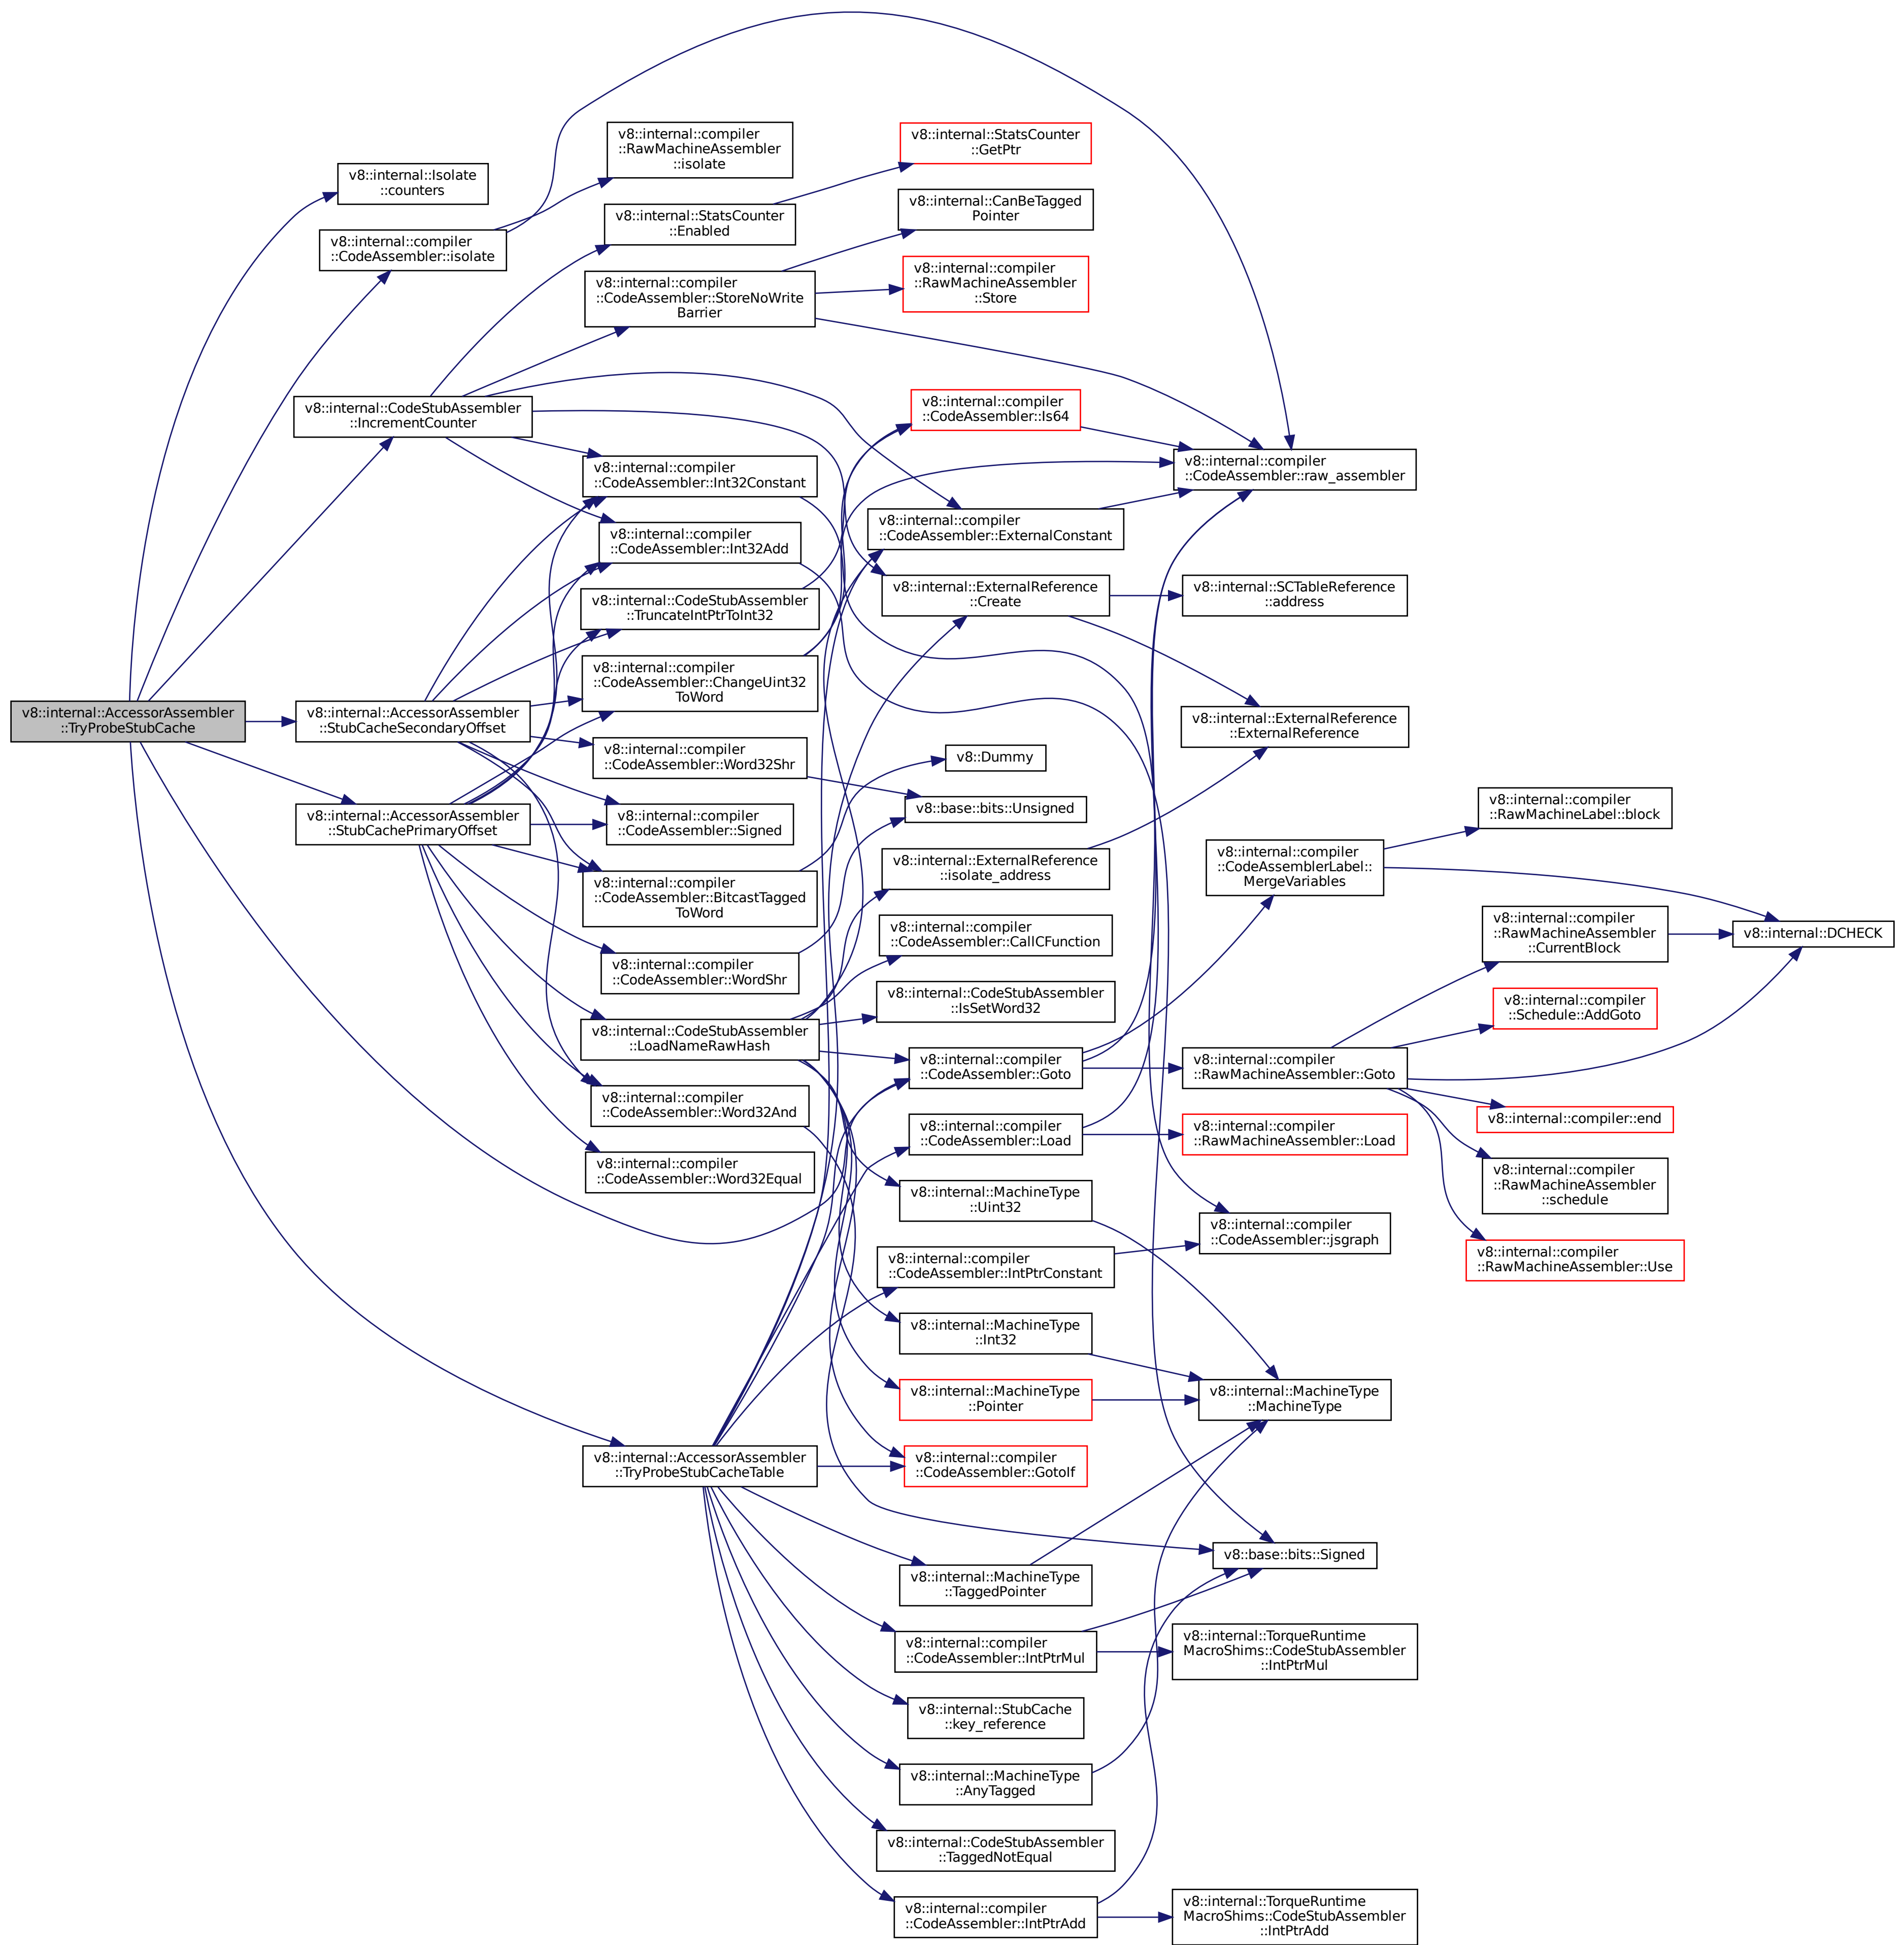 v8::internal::AccessorAssembler
::TryProbeStubCache
v8::internal::Isolate
::counters
v8::internal::compiler
::CodeAssembler::isolate
v8::internal::CodeStubAssembler
::IncrementCounter
v8::internal::AccessorAssembler
::StubCacheSecondaryOffset
v8::internal::AccessorAssembler
::StubCachePrimaryOffset
v8::internal::compiler
::RawMachineAssembler
::isolate
v8::internal::StatsCounter
::Enabled
v8::internal::compiler
::CodeAssembler::StoreNoWrite
Barrier
v8::internal::compiler
::CodeAssembler::Int32Constant
v8::internal::compiler
::CodeAssembler::Int32Add
v8::internal::CodeStubAssembler
::TruncateIntPtrToInt32
v8::internal::compiler
::CodeAssembler::ChangeUint32
ToWord
v8::internal::compiler
::CodeAssembler::Word32Shr
v8::internal::compiler
::CodeAssembler::Signed
v8::internal::compiler
::CodeAssembler::BitcastTagged
ToWord
v8::internal::compiler
::CodeAssembler::WordShr
v8::internal::CodeStubAssembler
::LoadNameRawHash
v8::internal::compiler
::CodeAssembler::Word32And
v8::internal::compiler
::CodeAssembler::Word32Equal
v8::internal::AccessorAssembler
::TryProbeStubCacheTable
v8::internal::StatsCounter
::GetPtr
v8::internal::CanBeTagged
Pointer
v8::internal::compiler
::RawMachineAssembler
::Store
v8::internal::compiler
::CodeAssembler::Is64
v8::internal::compiler
::CodeAssembler::ExternalConstant
v8::internal::ExternalReference
::Create
v8::Dummy
v8::base::bits::Unsigned
v8::internal::ExternalReference
::isolate_address
v8::internal::compiler
::CodeAssembler::CallCFunction
v8::internal::CodeStubAssembler
::IsSetWord32
v8::internal::compiler
::CodeAssembler::Goto
v8::internal::compiler
::CodeAssembler::Load
v8::internal::MachineType
::Uint32
v8::internal::compiler
::CodeAssembler::IntPtrConstant
v8::internal::MachineType
::Int32
v8::internal::MachineType
::Pointer
v8::internal::compiler
::CodeAssembler::GotoIf
v8::internal::MachineType
::TaggedPointer
v8::internal::compiler
::CodeAssembler::IntPtrMul
v8::internal::StubCache
::key_reference
v8::internal::MachineType
::AnyTagged
v8::internal::CodeStubAssembler
::TaggedNotEqual
v8::internal::compiler
::CodeAssembler::IntPtrAdd
v8::internal::compiler
::CodeAssembler::raw_assembler
v8::internal::SCTableReference
::address
v8::internal::ExternalReference
::ExternalReference
v8::internal::compiler
::CodeAssemblerLabel::
MergeVariables
v8::internal::compiler
::RawMachineAssembler::Goto
v8::internal::compiler
::RawMachineAssembler::Load
v8::internal::compiler
::CodeAssembler::jsgraph
v8::internal::MachineType
::MachineType
v8::base::bits::Signed
v8::internal::TorqueRuntime
MacroShims::CodeStubAssembler
::IntPtrMul
v8::internal::TorqueRuntime
MacroShims::CodeStubAssembler
::IntPtrAdd
v8::internal::compiler
::RawMachineLabel::block
v8::internal::compiler
::RawMachineAssembler
::CurrentBlock
v8::internal::compiler
::Schedule::AddGoto
v8::internal::compiler::end
v8::internal::compiler
::RawMachineAssembler
::schedule
v8::internal::compiler
::RawMachineAssembler::Use
v8::internal::DCHECK